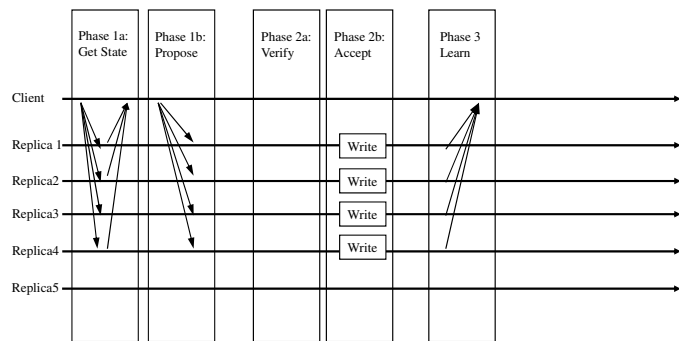 Phase 1a:
Get State
Phase 1b:
Propose
Phase 2a:
Verify
Phase 2b:
Accept
Phase 3
Learn
Client
Replica 1
Write
Replica2
Write
Replica3
Write
Replica4
Write
Replica5